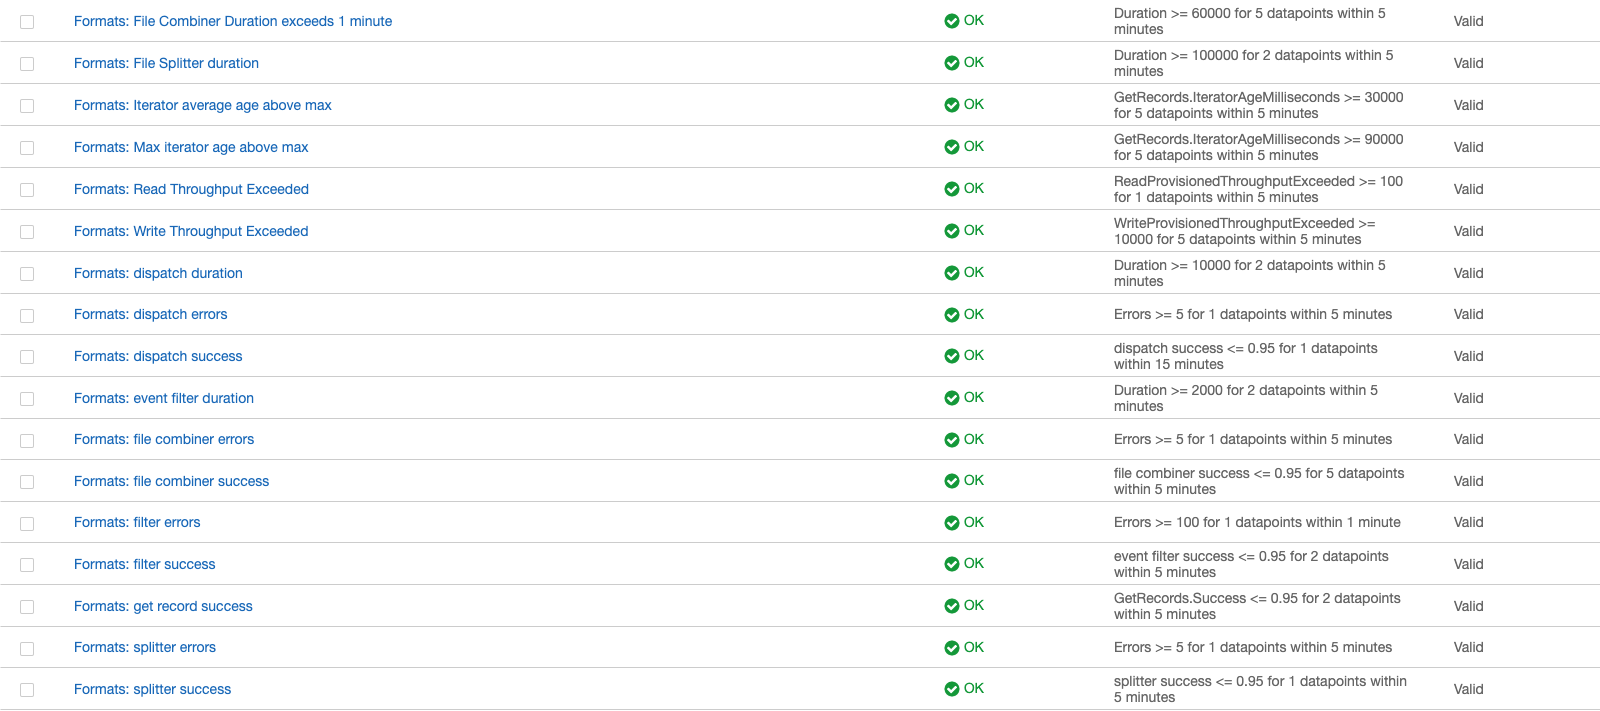 Formats: File Combiner Duration exceeds 1 minute
OK
Duration >= 60000 for 5 datapoints within 5
minutes
Valid
Formats: File Splitter duration
OK
Duration >= 100000 for 2 datapoints within 5
minutes
Valid
Formats: Iterator average age above max
OK
GetRecords.IteratorAgeMilliseconds >= 30000
for 5 datapoints within 5 minutes
Valid
Formats: Max iterator age above max
OK
GetRecords.IteratorAgeMilliseconds >= 90000
for 5 datapoints within 5 minutes
Valid
Formats: Read Throughput Exceeded
OK
ReadProvisionedThroughputExceeded >= 100
for 1 datapoints within 5 minutes
Valid
Formats: Write Throughput Exceeded
OK
WriteProvisionedThroughputExceeded >=
10000 for 5 datapoints within 5 minutes
Valid
Formats: dispatch duration
OK
Duration >= 10000 for 2 datapoints within 5
minutes
Valid
Formats: dispatch errors
OK
Errors >= 5 for 1 datapoints within 5 minutes
Valid
Formats: dispatch success
OK
dispatch success <= 0.95 for 1 datapoints
within 15 minutes
Valid
Formats: event filter duration
OK
Duration >= 2000 for 2 datapoints within 5
minutes
Valid
Formats: file combiner errors
OK
Errors >= 5 for 1 datapoints within 5 minutes
Valid
Formats: file combiner success
OK
file combiner success <= 0.95 for 5 datapoints
within 5 minutes
Valid
Formats: filter errors
OK
Errors >= 100 for 1 datapoints within 1 minute
Valid
Formats: filter success
OK
event filter success <= 0.95 for 2 datapoints
within 5 minutes
Valid
Formats: get record success
OK
GetRecords.Success <= 0.95 for 2 datapoints
within 5 minutes
Valid
Formats: splitter errors
OK
Errors >= 5 for 1 datapoints within 5 minutes
Valid
Formats: splitter success
OK
splitter success <= 0.95 for 1 datapoints within
5 minutes
Valid